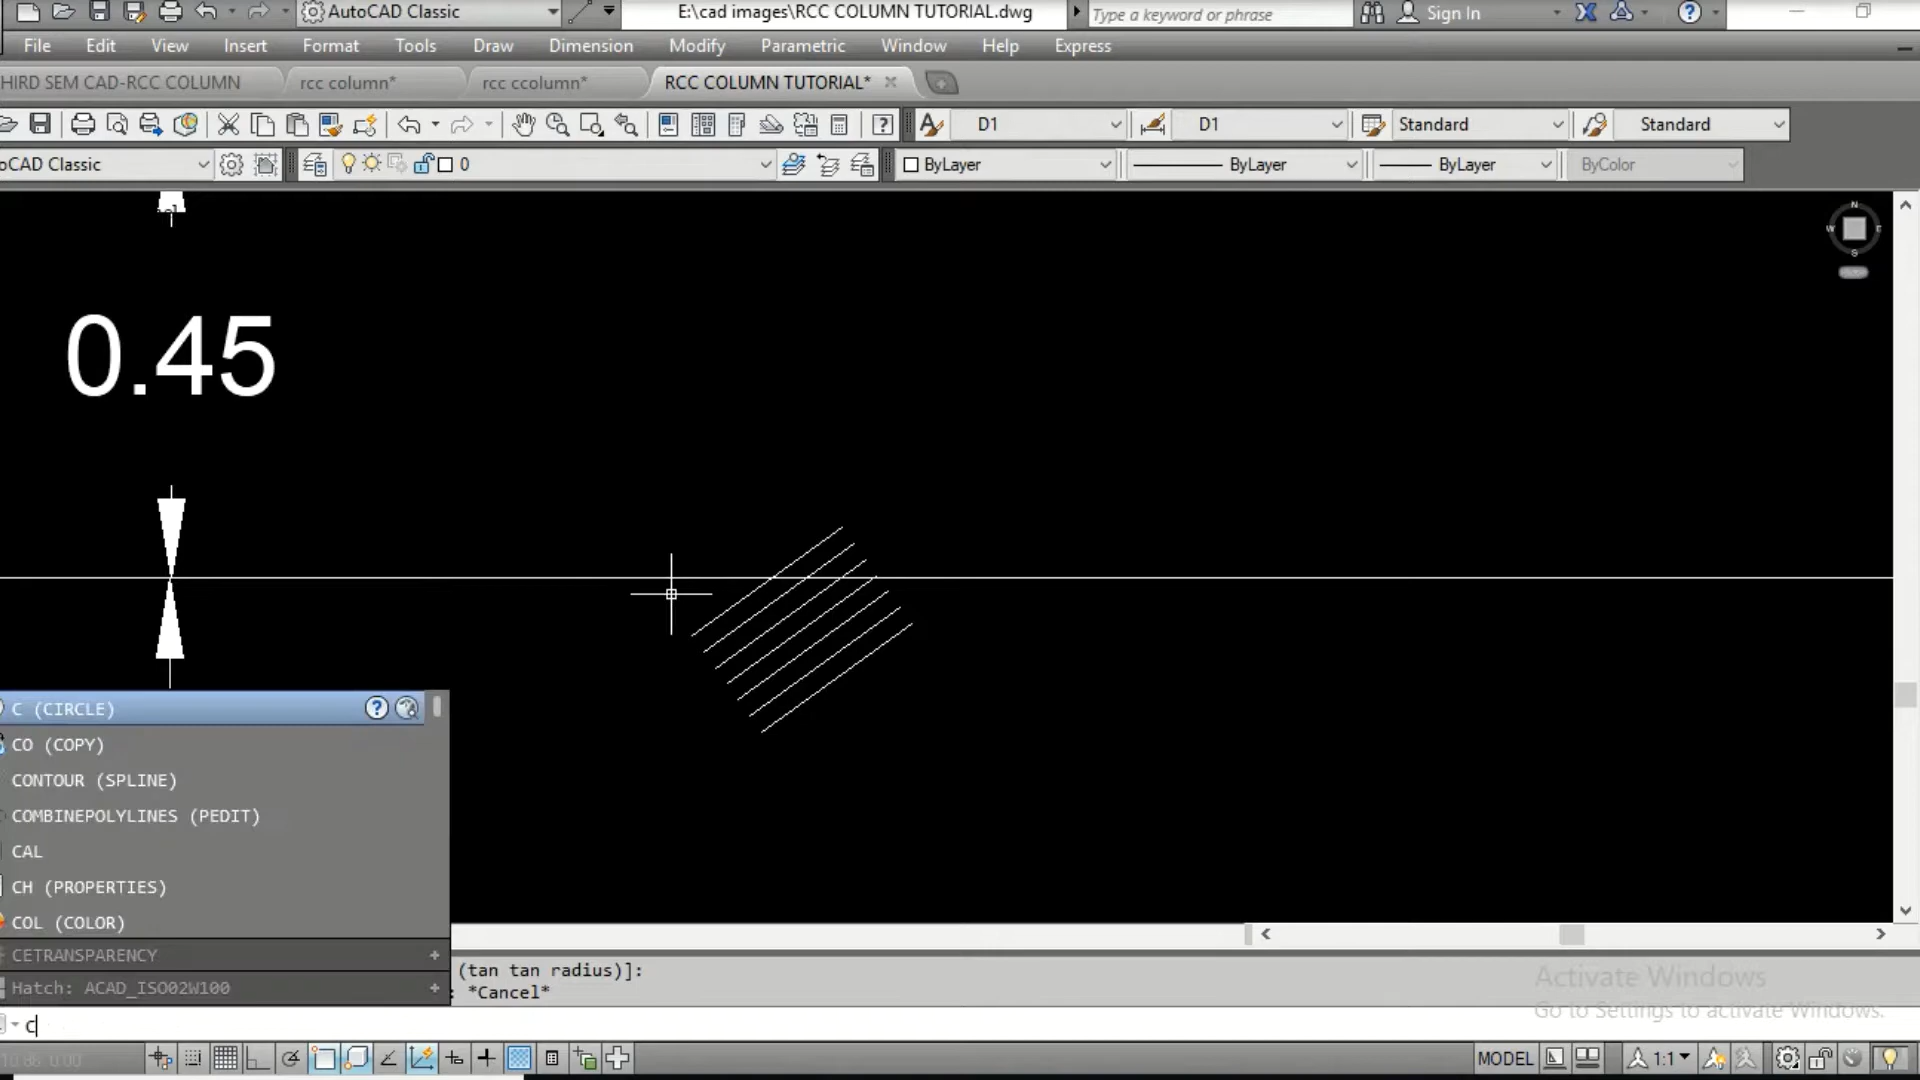 AutoCAD Classic
E:\cad images\RCC COLUMN TUTORIAL.dwg
Type a keyword or phrase
Sign In
File Edit View Insert Format Tools Draw Dimension Modify Parametric Window Help Express
HIRD SEM CAD-RCC COLUMN
rcc column*
rcc ccolumn*
RCC COLUMN TUTORIAL*
D1
D1
Standard
Standard
oCAD Classic
0
ByLayer
ByLayer
ByLayer
ByColor
N
W
E
S
0.45
C (CIRCLE)
CO (COPY)
CONTOUR (SPLINE)
COMBINEPOLYLINES (PEDIT)
CAL
CH (PROPERTIES)
COL (COLOR)
CETRANSPARENCY
Hatch: ACAD_ISO02W100
(tan tan radius)]:
: *Cancel*
Activate Windows
Go to Settings to activate Windows.
c
MODEL
1:1